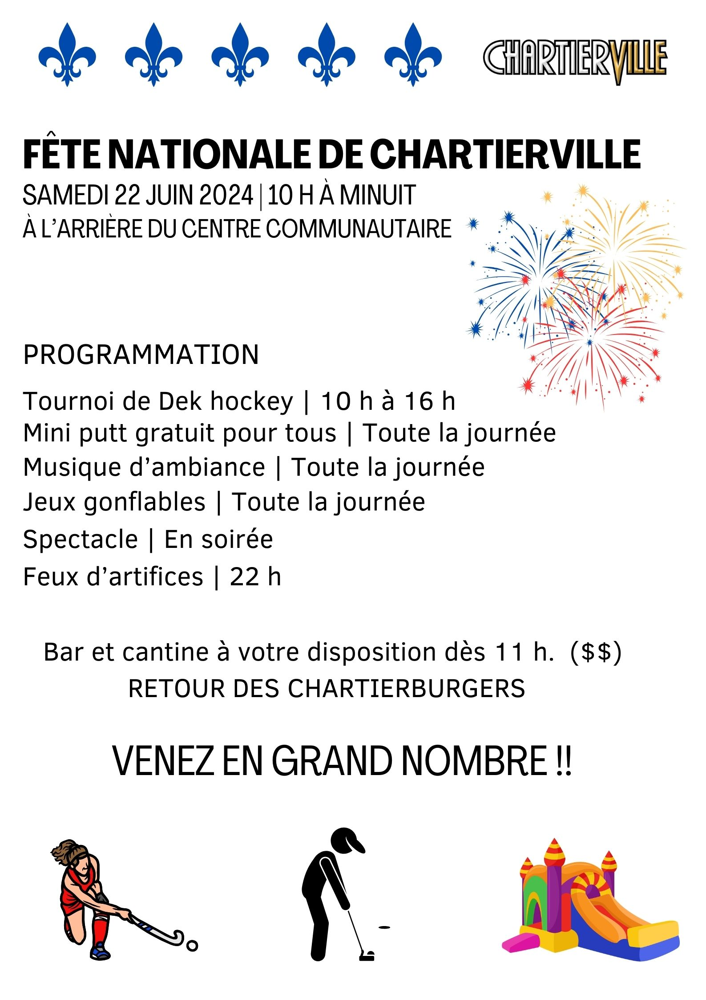 CHARTIERVILLE
FÊTE NATIONALE DE CHARTIERVILLE
SAMEDI 22 JUIN 2024 | 10 H À MINUIT
À L’ARRIÈRE DU CENTRE COMMUNAUTAIRE
PROGRAMMATION
Tournoi de Dek hockey | 10 h à 16 h
Mini putt gratuit pour tous | Toute la journée
Musique d’ambiance | Toute la journée
Jeux gonflables | Toute la journée
Spectacle | En soirée
Feux d’artifices | 22 h
Bar et cantine à votre disposition dès 11 h. ($$)
RETOUR DES CHARTIERBURGERS
VENEZ EN GRAND NOMBRE !!